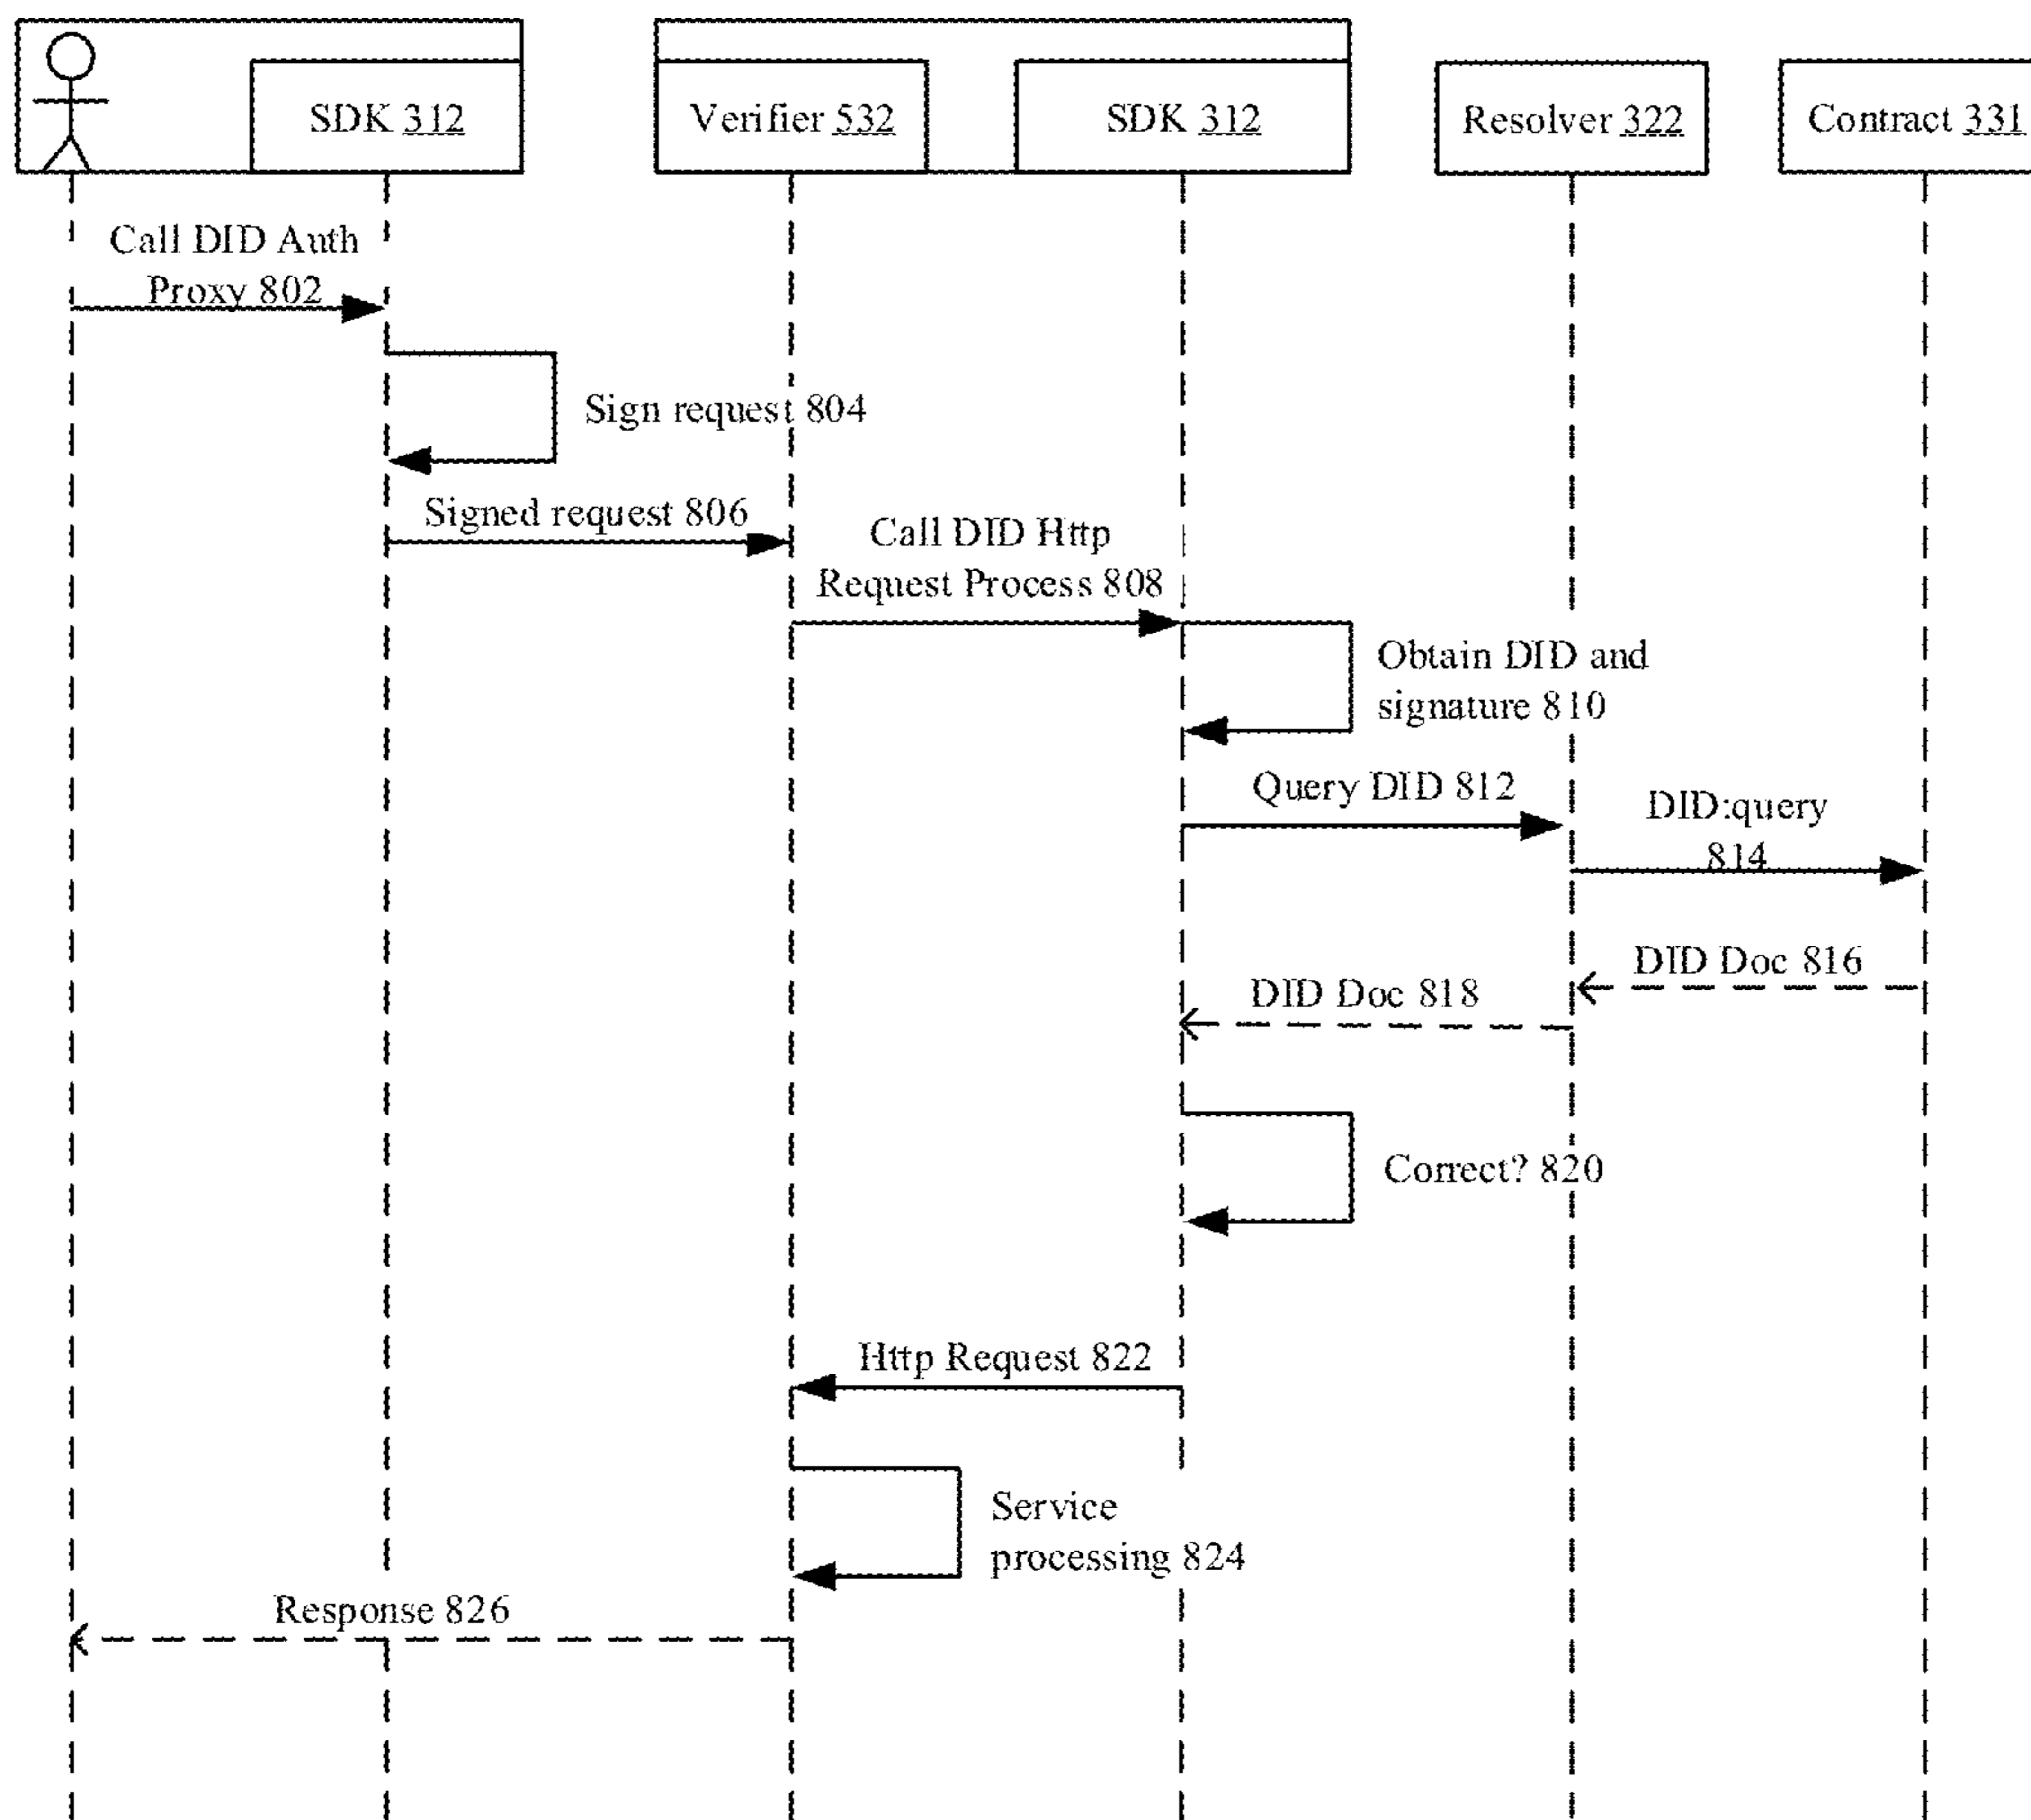 SDK 312
Verifier 532
SDK 312
Resolver 322
Contract 331
Call DID Auth
Proxy 802
Sign request 804
Signed request 806
Call DID Http
Request Process 808
Obtain DID and
signature 810
Query DID 812
DID:query
814
DID Doc 816
DID Doc 818
Correct? 820
Http Request 822
Service
processing 824
Response 826